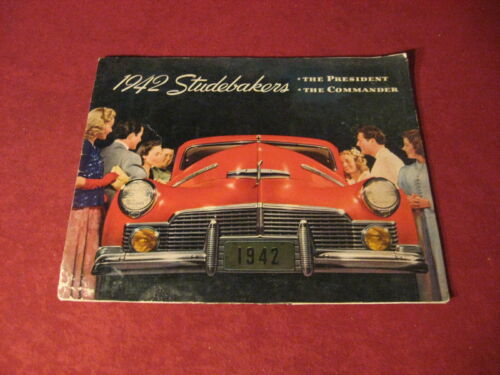 1942 Studebakers
• THE PRESIDENT
• THE COMMANDER
1942